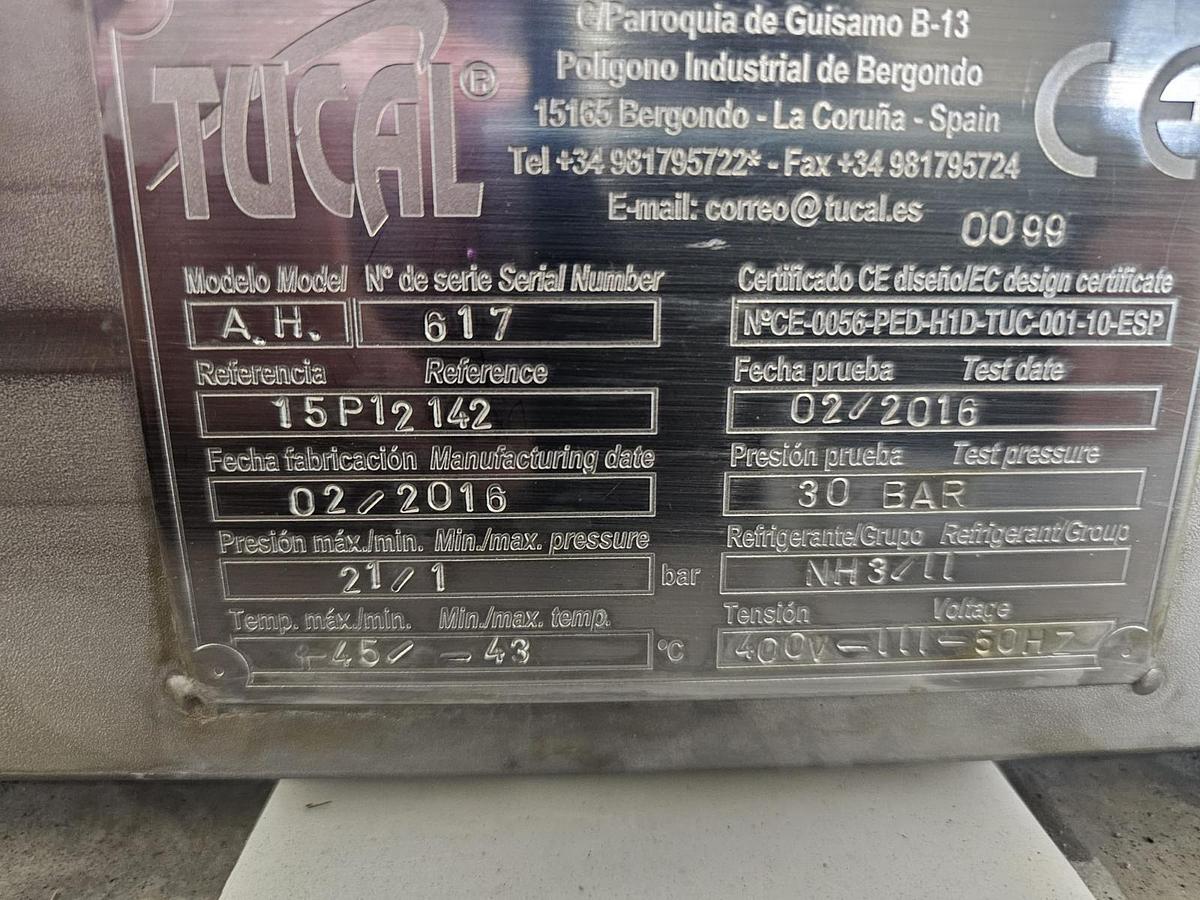 TUCAL®
C/Parroquia de Guísamo B-13
Polígono Industrial de Bergondo
15165 Bergondo - La Coruña - Spain
Tel +34 981795722* - Fax +34 981795724
E-mail: correo@tucal.es
CE
0099
Modelo Model Nº de serie Serial Number
A.H. 617
Referencia Reference
15P12142
Fecha fabricación Manufacturing date
02/2016
Presión máx./min. Min./max. pressure
21/1 bar
Temp. máx./min. Min./max. temp.
+45/ -43 ºC
Certificado CE diseño/EC design certificate
NºCE-0056-PED-H1D-TUC-001-10-ESP
Fecha prueba Test date
02/2016
Presión prueba Test pressure
30 BAR
Refrigerante/Grupo Refrigerant/Group
NH3/II
Tensión Voltage
400V-III-50HZ